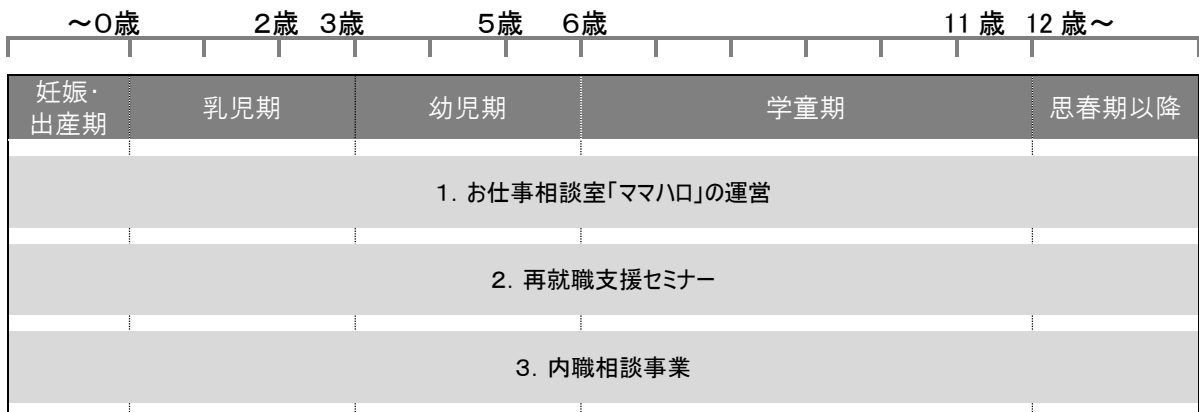 ～０歳 ２歳 ３歳 ５歳 ６歳 11 歳 12 歳～
妊娠・
出産期
乳児期 幼児期 学童期 思春期以降
１．お仕事相談室「ママハロ」の運営
２．再就職支援セミナー
３．内職相談事業